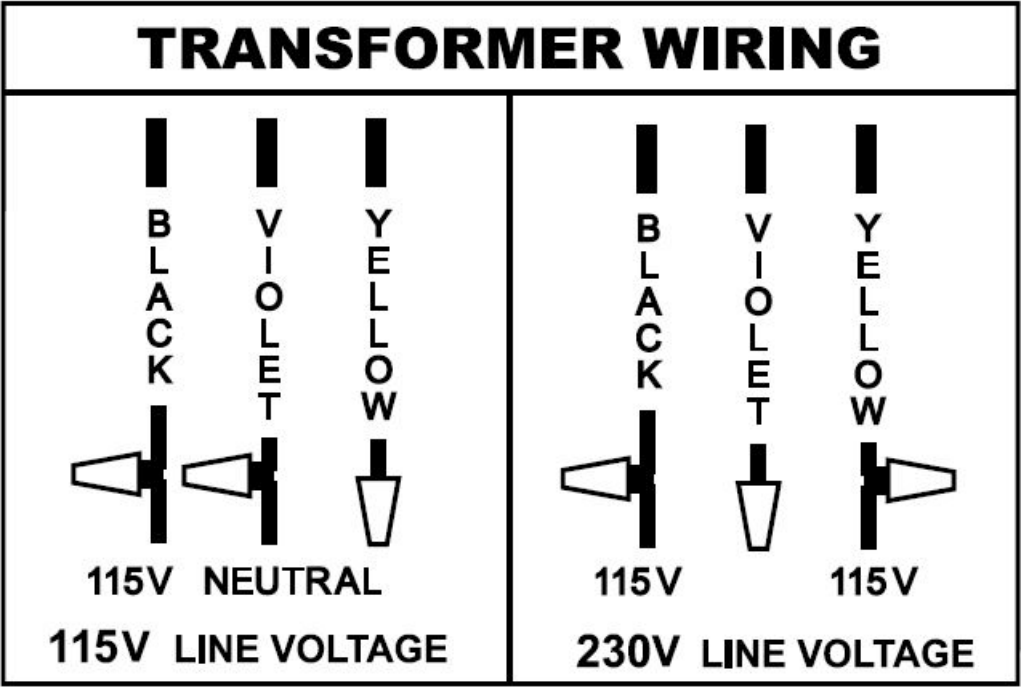 TRANSFORMER WIRING
BLACK
VIOLET
YELLOW
115V NEUTRAL
115V LINE VOLTAGE
BLACK
VIOLET
YELLOW
115V 115V
230V LINE VOLTAGE